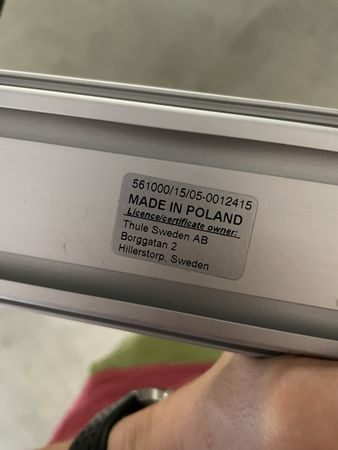 561000/15/05-0012415
MADE IN POLAND
Licence/certificate owner:
Thule Sweden AB
Borggatan 2
Hillerstorp, Sweden